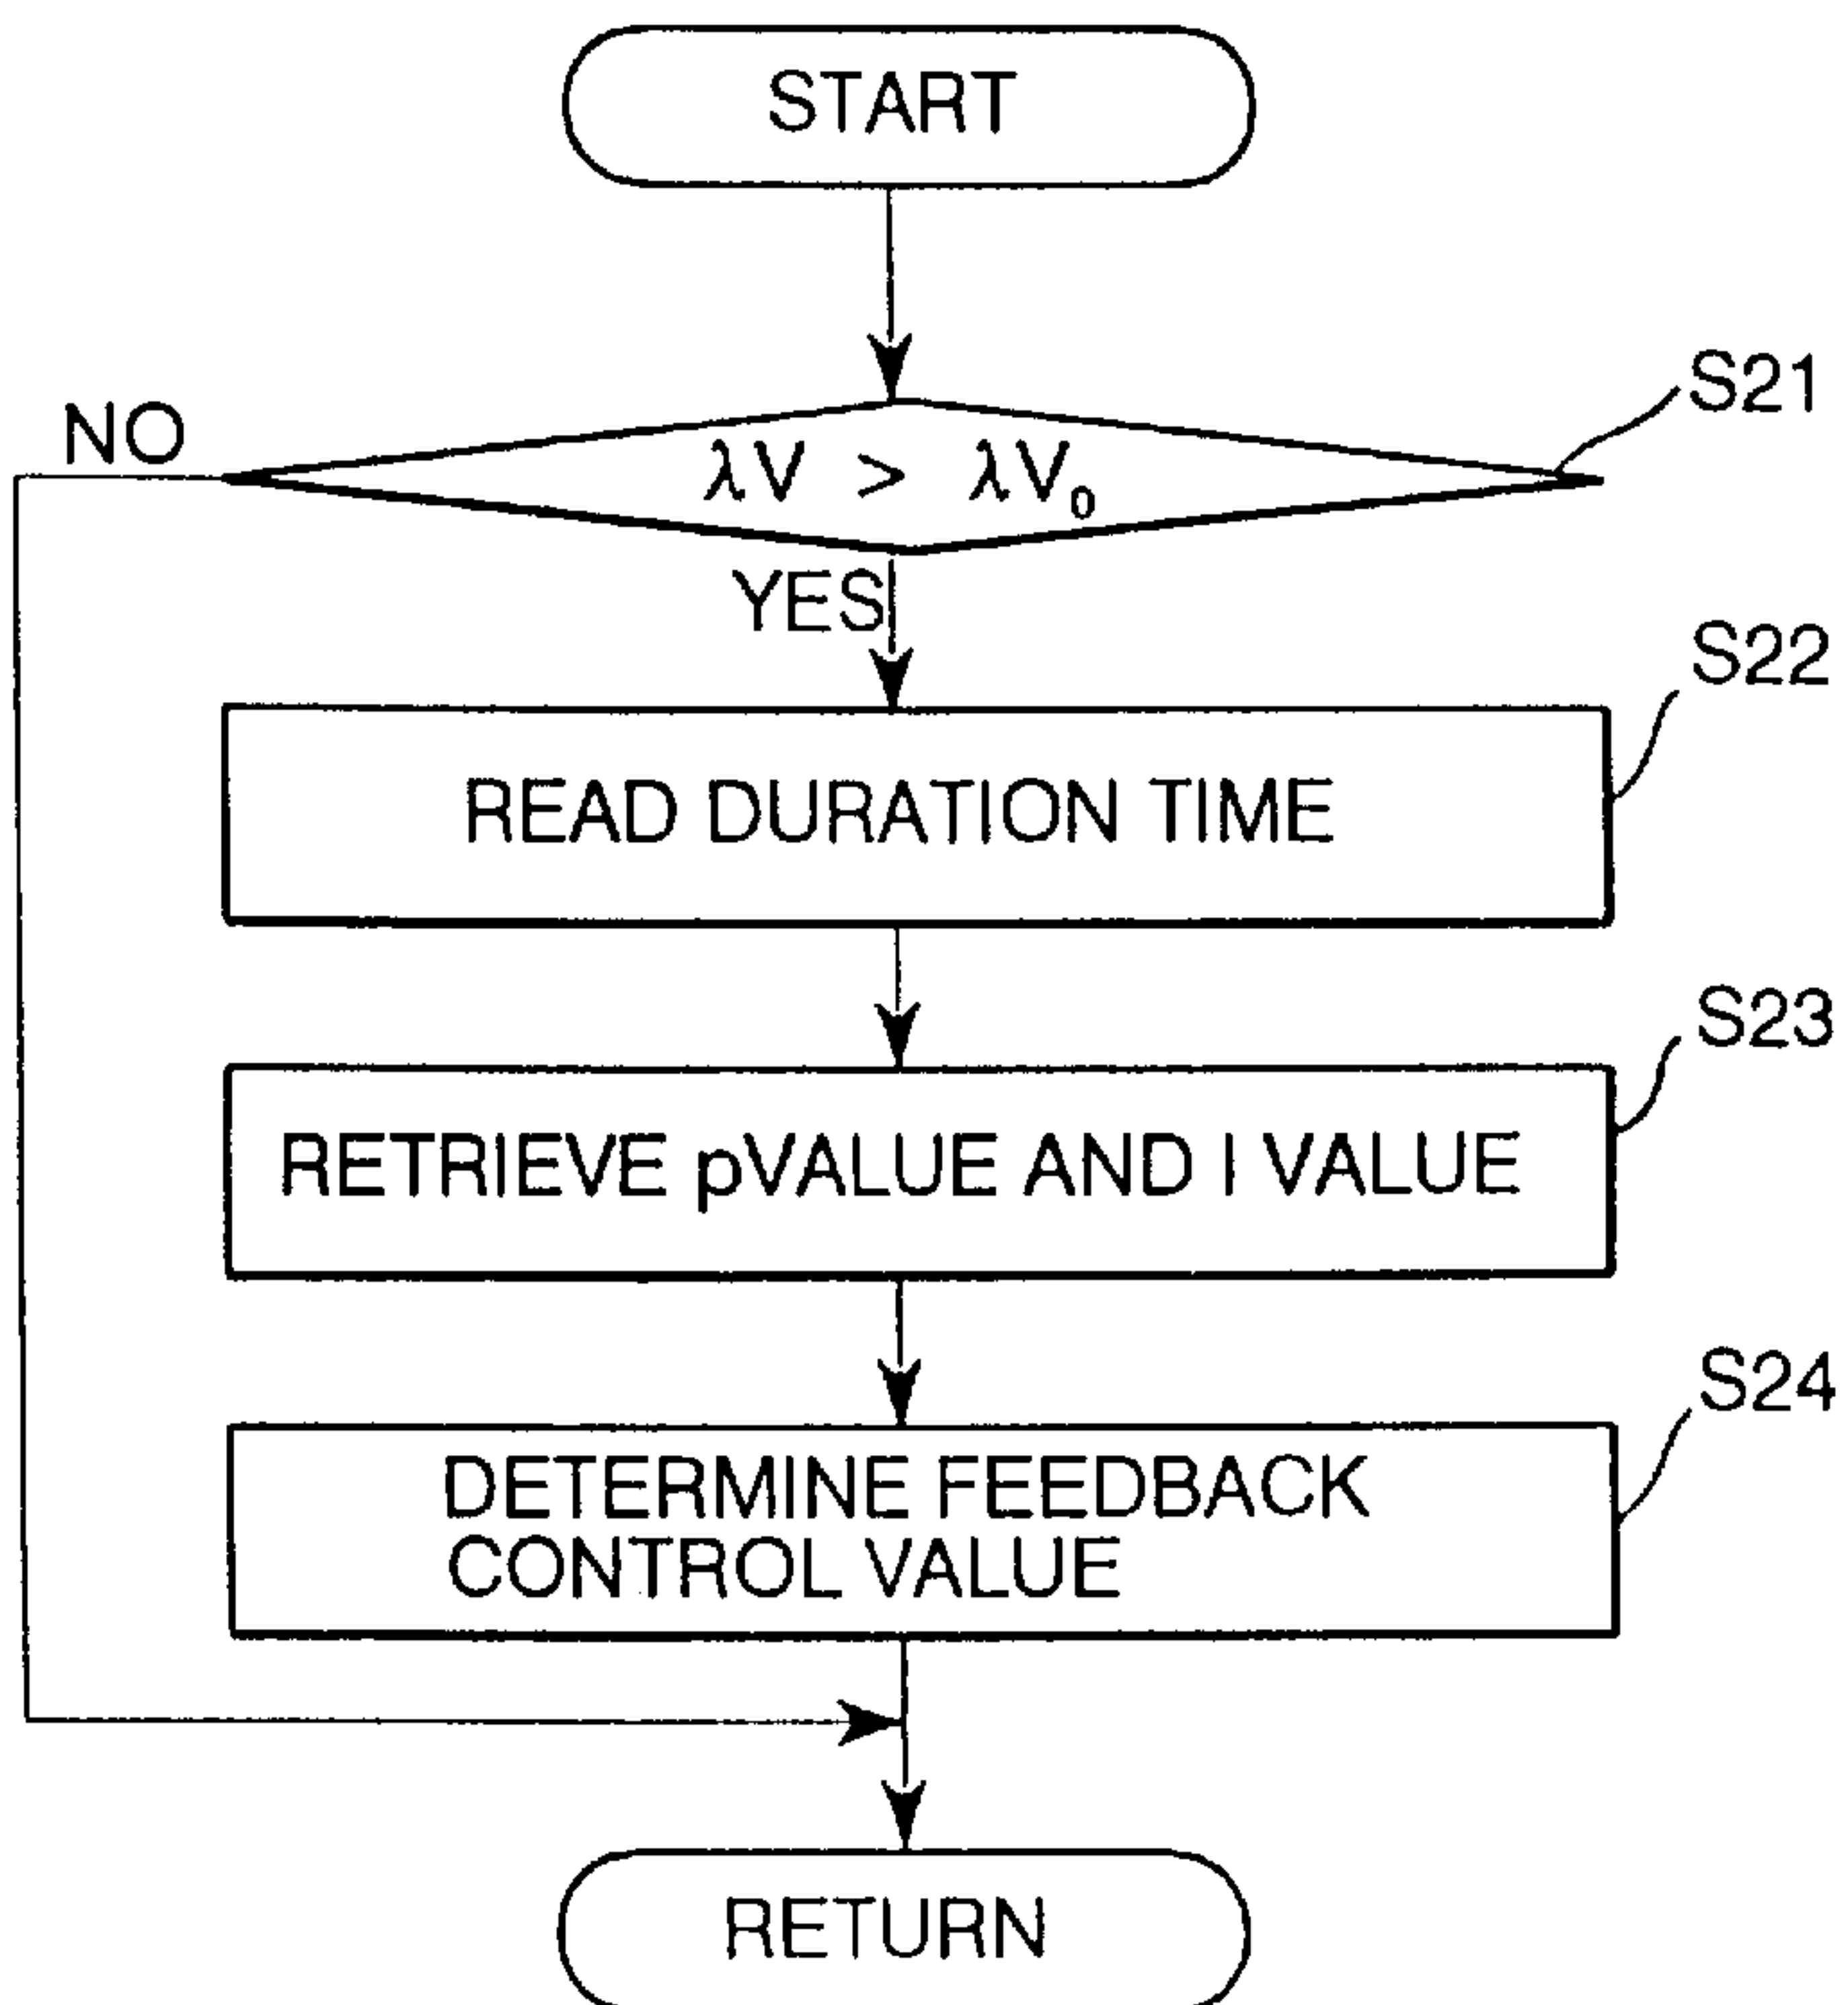 START
S21
NO
λV > λV₀
YES
S22
READ DURATION TIME
S23
RETRIEVE pVALUE AND I VALUE
S24
DETERMINE FEEDBACK
CONTROL VALUE
RETURN